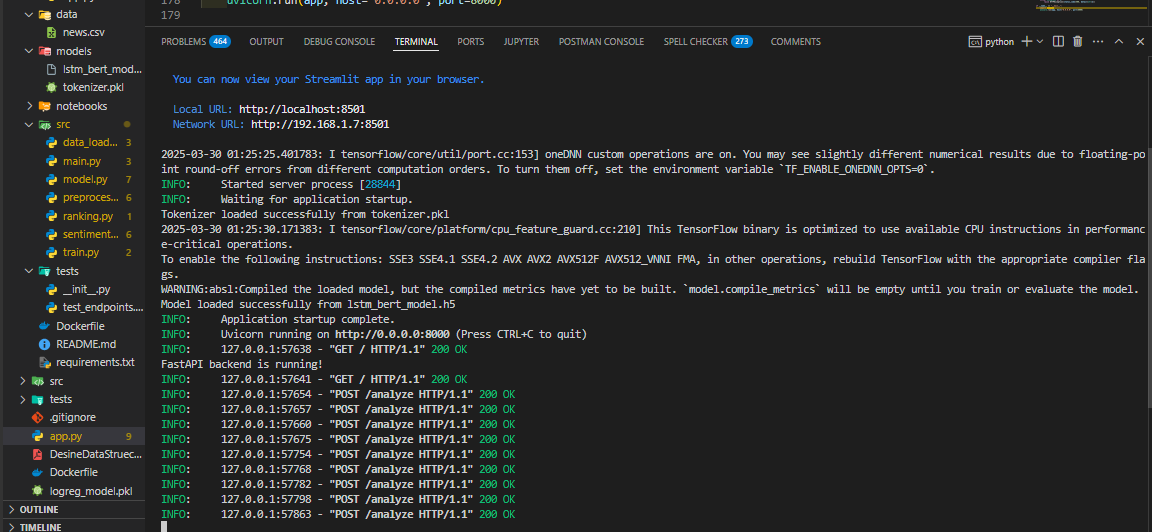 data
news.csv
models
lstm_bert_mod...
tokenizer.pkl
notebooks
src
data_load... 3
main.py 3
model.py 7
preproces... 6
ranking.py 1
sentiment... 6
train.py 2
tests
__init__.py
test_endpoints....
Dockerfile
README.md
requirements.txt
src
tests
.gitignore
app.py 9
DesineDataStruec...
Dockerfile
logreg_model.pkl
OUTLINE
TIMELINE
178 uvicorn.run(app, host="0.0.0.0", port=8000)
179
PROBLEMS 464 OUTPUT DEBUG CONSOLE TERMINAL PORTS JUPYTER POSTMAN CONSOLE SPELL CHECKER 273 COMMENTS python
You can now view your Streamlit app in your browser.
Local URL: http://localhost:8501
Network URL: http://192.168.1.7:8501
2025-03-30 01:25:25.401783: I tensorflow/core/util/port.cc:153] oneDNN custom operations are on. You may see slightly different numerical results due to floating-po
int round-off errors from different computation orders. To turn them off, set the environment variable `TF_ENABLE_ONEDNN_OPTS=0`.
INFO: Started server process [28844]
INFO: Waiting for application startup.
Tokenizer loaded successfully from tokenizer.pkl
2025-03-30 01:25:30.171383: I tensorflow/core/platform/cpu_feature_guard.cc:210] This TensorFlow binary is optimized to use available CPU instructions in performanc
e-critical operations.
To enable the following instructions: SSE3 SSE4.1 SSE4.2 AVX AVX2 AVX512F AVX512_VNNI FMA, in other operations, rebuild TensorFlow with the appropriate compiler fla
gs.
WARNING:absl:Compiled the loaded model, but the compiled metrics have yet to be built. `model.compile_metrics` will be empty until you train or evaluate the model.
Model loaded successfully from lstm_bert_model.h5
INFO: Application startup complete.
INFO: Uvicorn running on http://0.0.0.0:8000 (Press CTRL+C to quit)
INFO: 127.0.0.1:57638 - "GET / HTTP/1.1" 200 OK
FastAPI backend is running!
INFO: 127.0.0.1:57641 - "GET / HTTP/1.1" 200 OK
INFO: 127.0.0.1:57654 - "POST /analyze HTTP/1.1" 200 OK
INFO: 127.0.0.1:57657 - "POST /analyze HTTP/1.1" 200 OK
INFO: 127.0.0.1:57660 - "POST /analyze HTTP/1.1" 200 OK
INFO: 127.0.0.1:57675 - "POST /analyze HTTP/1.1" 200 OK
INFO: 127.0.0.1:57754 - "POST /analyze HTTP/1.1" 200 OK
INFO: 127.0.0.1:57768 - "POST /analyze HTTP/1.1" 200 OK
INFO: 127.0.0.1:57782 - "POST /analyze HTTP/1.1" 200 OK
INFO: 127.0.0.1:57798 - "POST /analyze HTTP/1.1" 200 OK
INFO: 127.0.0.1:57863 - "POST /analyze HTTP/1.1" 200 OK